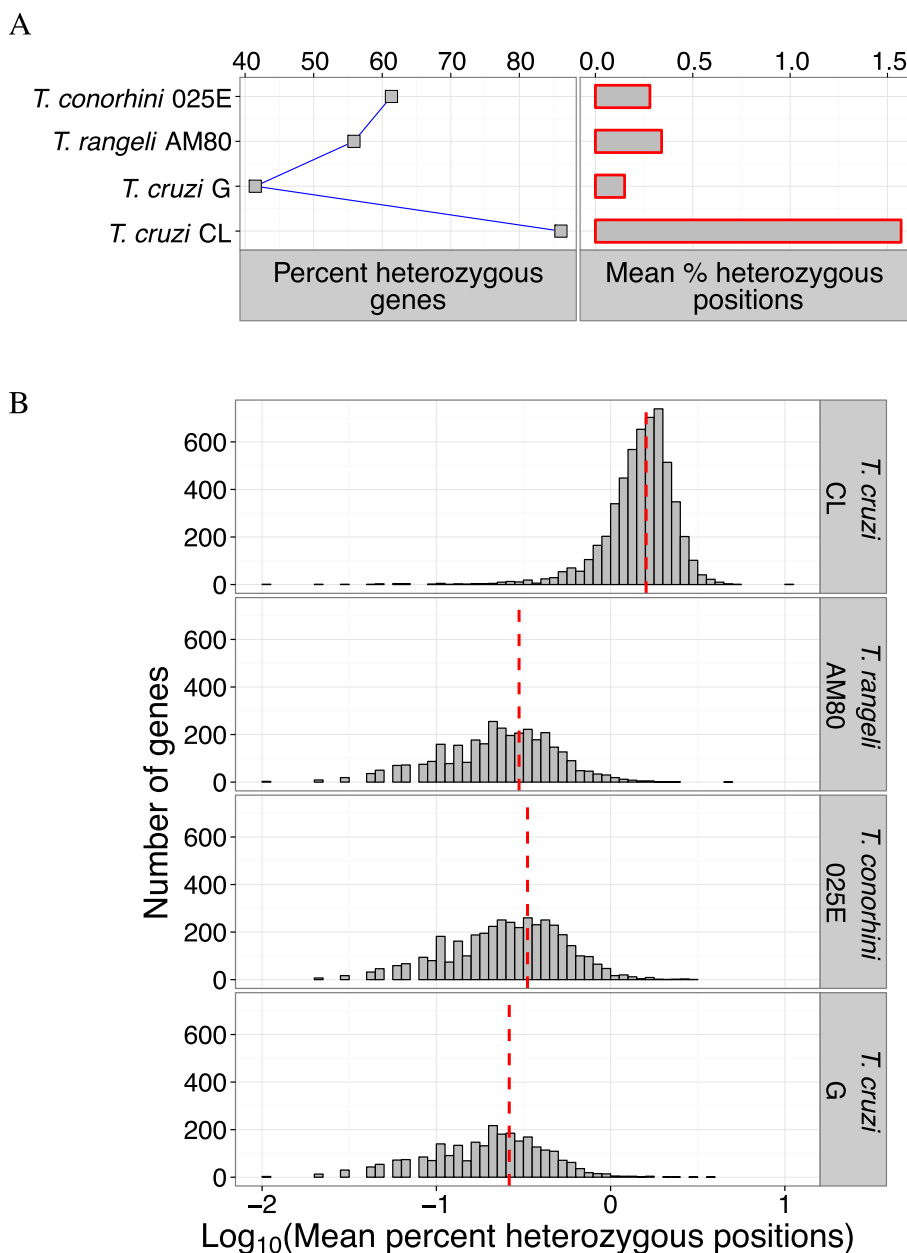 A
40 50 60 70 80 0.0 0.5 1.0 1.5
T. conorhini 025E
T. rangeli AM80
T. cruzi G
T. cruzi CL
Percent heterozygous
genes
Mean % heterozygous
positions
B
Number of genes
600
400
200
0
T. cruzi
CL
600
400
200
0
T. rangeli
AM80
600
400
200
0
T. conorhini
025E
600
400
200
0
T. cruzi
G
−2 −1 0 1
Log10(Mean percent heterozygous positions)